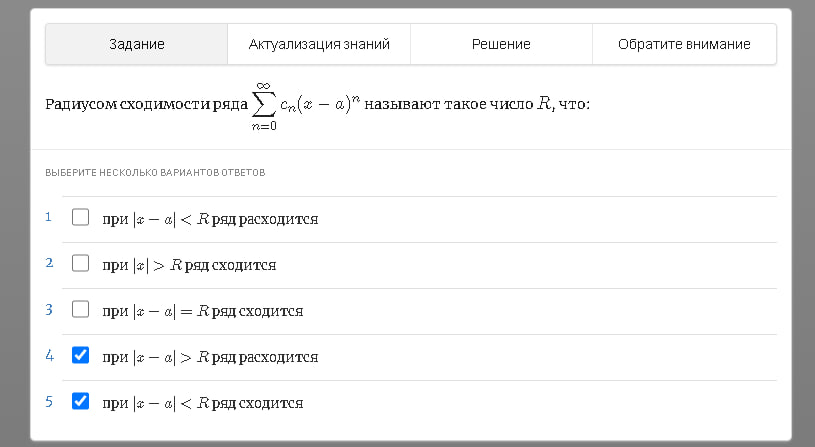 Задание Актуализация знаний Решение Обратите внимание
Радиусом сходимости ряда $\sum_{n=0}^{\infty} c_n(x-a)^n$ называют такое число $R$, что:
ВЫБЕРИТЕ НЕСКОЛЬКО ВАРИАНТОВ ОТВЕТОВ
1 при $|x-a| < R$ ряд расходится
2 при $|x| > R$ ряд сходится
3 при $|x-a| = R$ ряд сходится
4 при $|x-a| > R$ ряд расходится
5 при $|x-a| < R$ ряд сходится